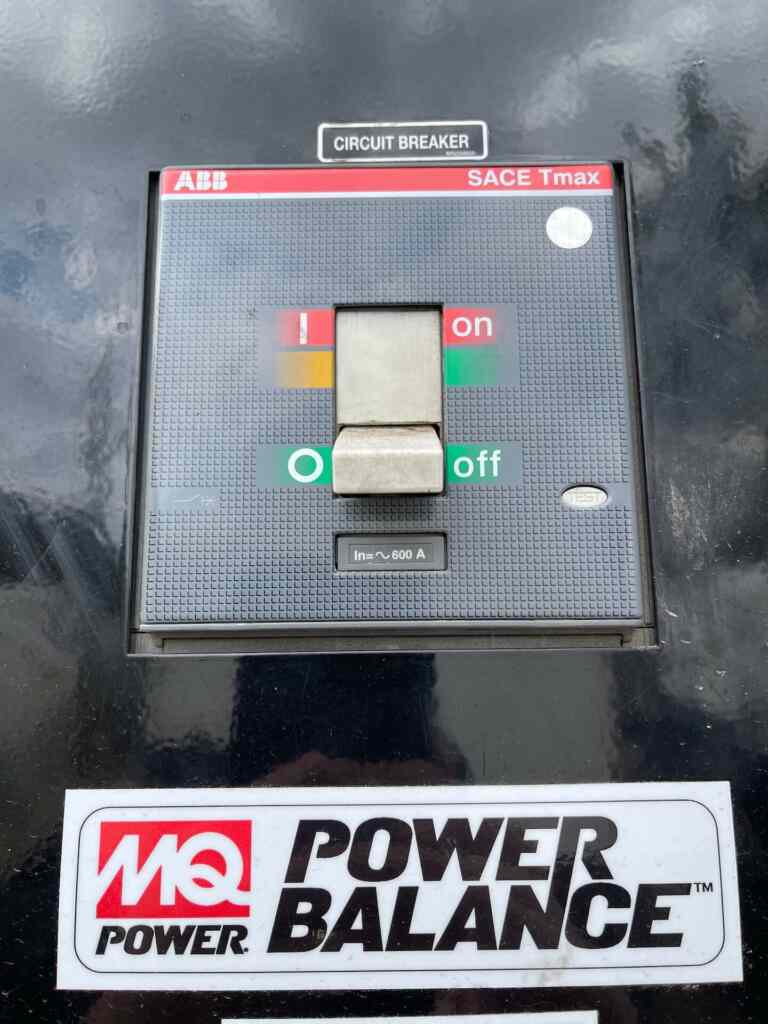 CIRCUIT BREAKER
ABB SACE Tmax
I on
O off
TEST
In=∿600 A
MQ POWER
BALANCE™
POWER.